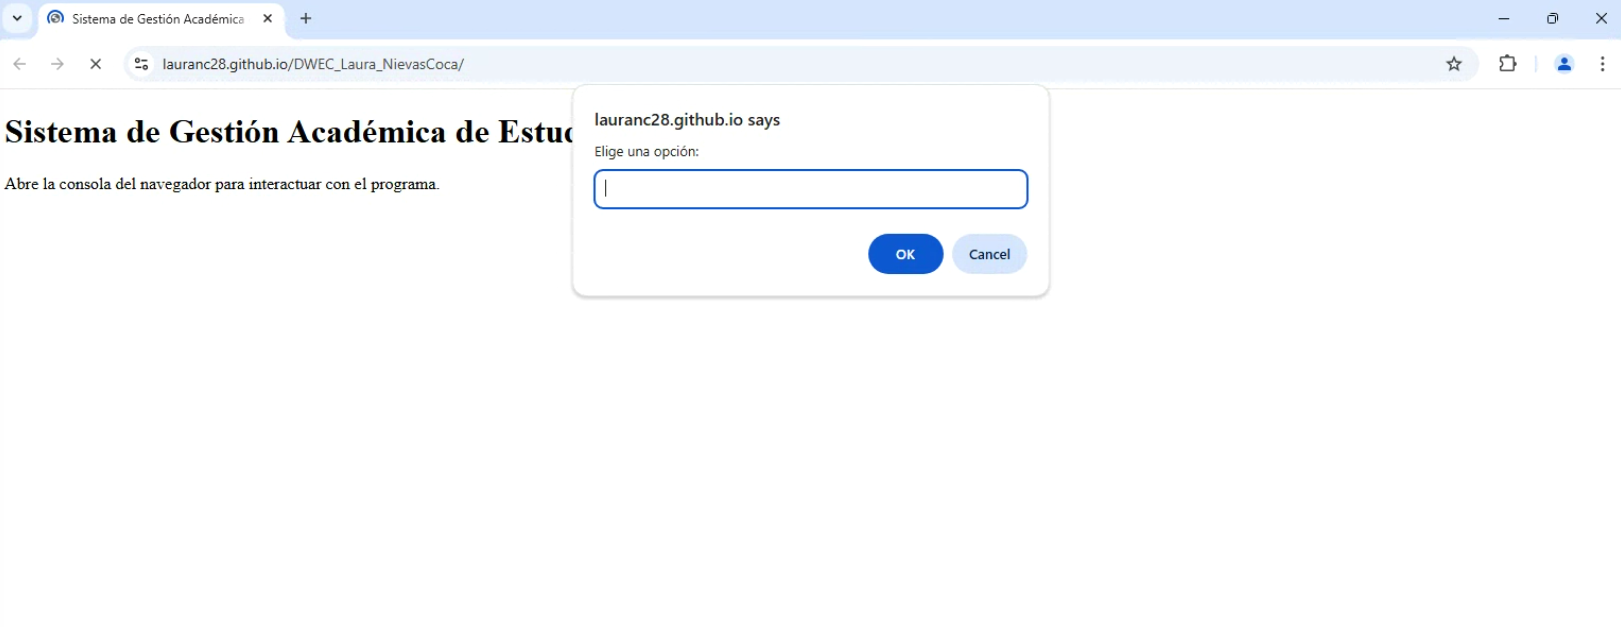 Sistema de Gestión Académica
lauranc28.github.io/DWEC_Laura_NievasCoca/
lauranc28.github.io says
Sistema de Gestión Académica de Estuc
Elige una opción:
Abre la consola del navegador para interactuar con el programa.
OK
Cancel